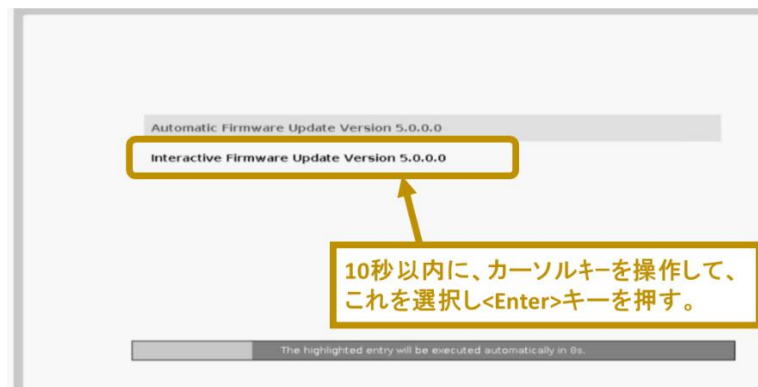 Automatic Firmware Update Version 5.0.0.0
Interactive Firmware Update Version 5.0.0.0
10秒以内に、カーソルキーを操作して、
これを選択し<Enter>キーを押す。
The highlighted entry will be executed automatically in 8s.